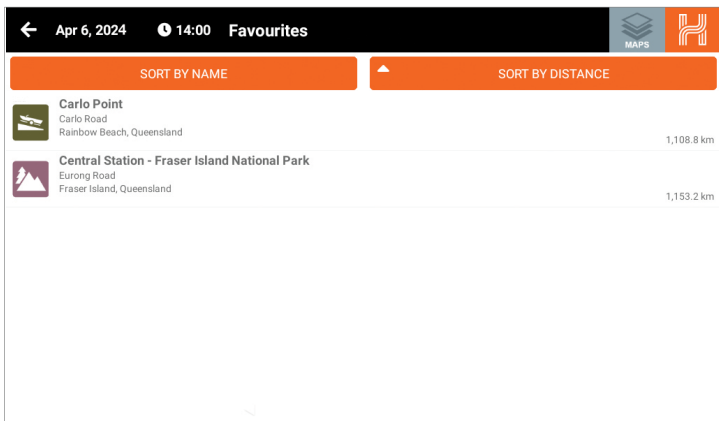 Apr 6, 2024 14:00 Favourites
MAPS
SORT BY NAME
SORT BY DISTANCE
Carlo Point
Carlo Road
Rainbow Beach, Queensland
1,108.8 km
Central Station - Fraser Island National Park
Eurong Road
Fraser Island, Queensland
1,153.2 km